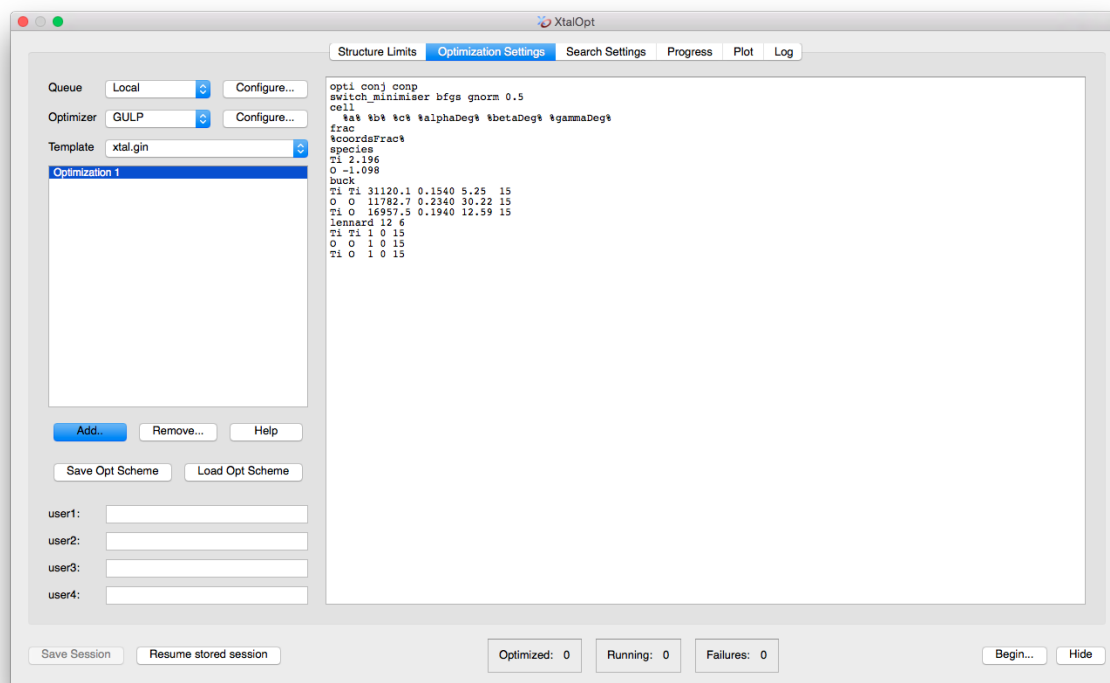 XtalOpt
Structure Limits Optimization Settings Search Settings Progress Plot Log
Queue Local Configure...
Optimizer GULP Configure...
Template xtal.gin
Optimization 1
Add.. Remove... Help
Save Opt Scheme Load Opt Scheme
user1:
user2:
user3:
user4:
opti conj conp
switch_minimiser bfgs gnorm 0.5
cell
%a% %b% %c% %alphaDeg% %betaDeg% %gammaDeg%
frac
%coordsFrac%
species
Ti 2.196
O -1.098
buck
Ti Ti 31120.1 0.1540 5.25 15
O O 11782.7 0.2340 30.22 15
Ti O 16957.5 0.1940 12.59 15
lennard 12 6
Ti Ti 1 0 15
O O 1 0 15
Ti O 1 0 15
Save Session Resume stored session Optimized: 0 Running: 0 Failures: 0 Begin... Hide